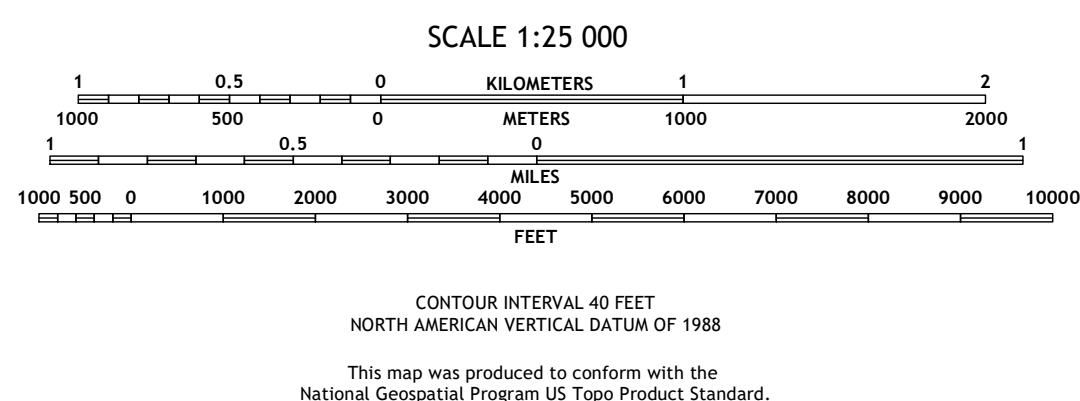 SCALE 1:25 000
1 0.5 0 KILOMETERS 1 2
1000 500 0 METERS 1000 2000
1 0.5 0 1
MILES
1000 500 0 1000 2000 3000 4000 5000 6000 7000 8000 9000 10000
FEET
CONTOUR INTERVAL 40 FEET
NORTH AMERICAN VERTICAL DATUM OF 1988
This map was produced to conform with the
National Geospatial Program US Topo Product Standard.